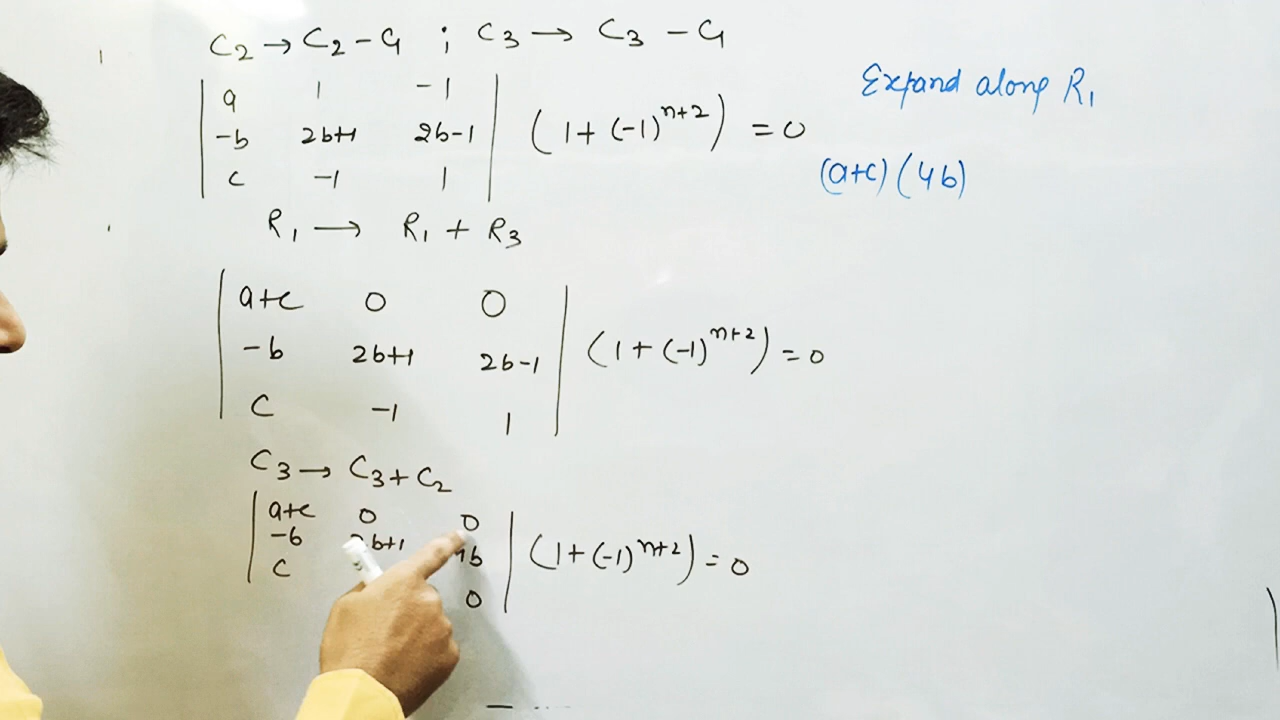 C₂ → C₂ - C₁ ; C₃ → C₃ - C₁
| a 1 -1 |
| -b 2b+1 2b-1 | (1 + (-1)ⁿ⁺²) = 0
| c -1 1 |
R₁ → R₁ + R₃
| a+c 0 0 |
| -b 2b+1 2b-1 | (1 + (-1)ⁿ⁺²) = 0
| c -1 1 |
C₃ → C₃ + C₂
| a+c 0 0 |
| -b b+1 b | (1 + (-1)ⁿ⁺²) = 0
| c 0 |
Expand along R₁
(a+c) (4b)